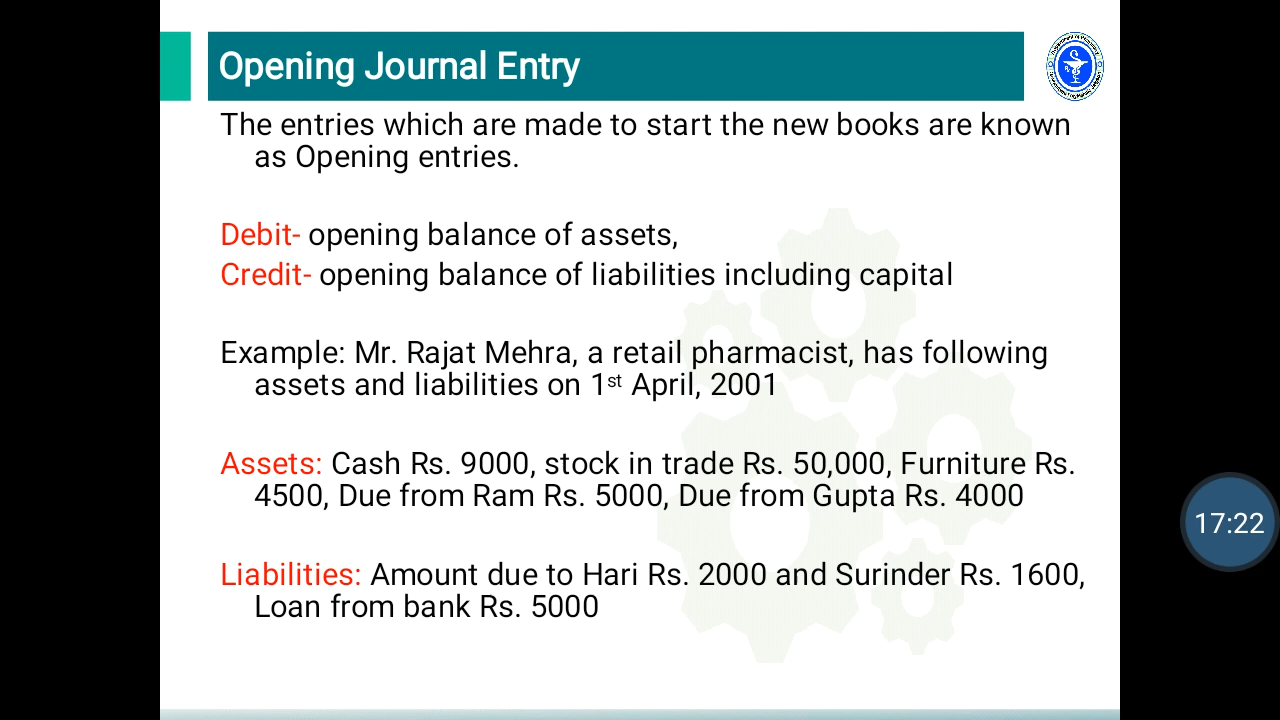 Opening Journal Entry
The entries which are made to start the new books are known
as Opening entries.
Debit- opening balance of assets,
Credit- opening balance of liabilities including capital
Example: Mr. Rajat Mehra, a retail pharmacist, has following
assets and liabilities on 1st April, 2001
Assets: Cash Rs. 9000, stock in trade Rs. 50,000, Furniture Rs.
4500, Due from Ram Rs. 5000, Due from Gupta Rs. 4000
Liabilities: Amount due to Hari Rs. 2000 and Surinder Rs. 1600,
Loan from bank Rs. 5000
17:22